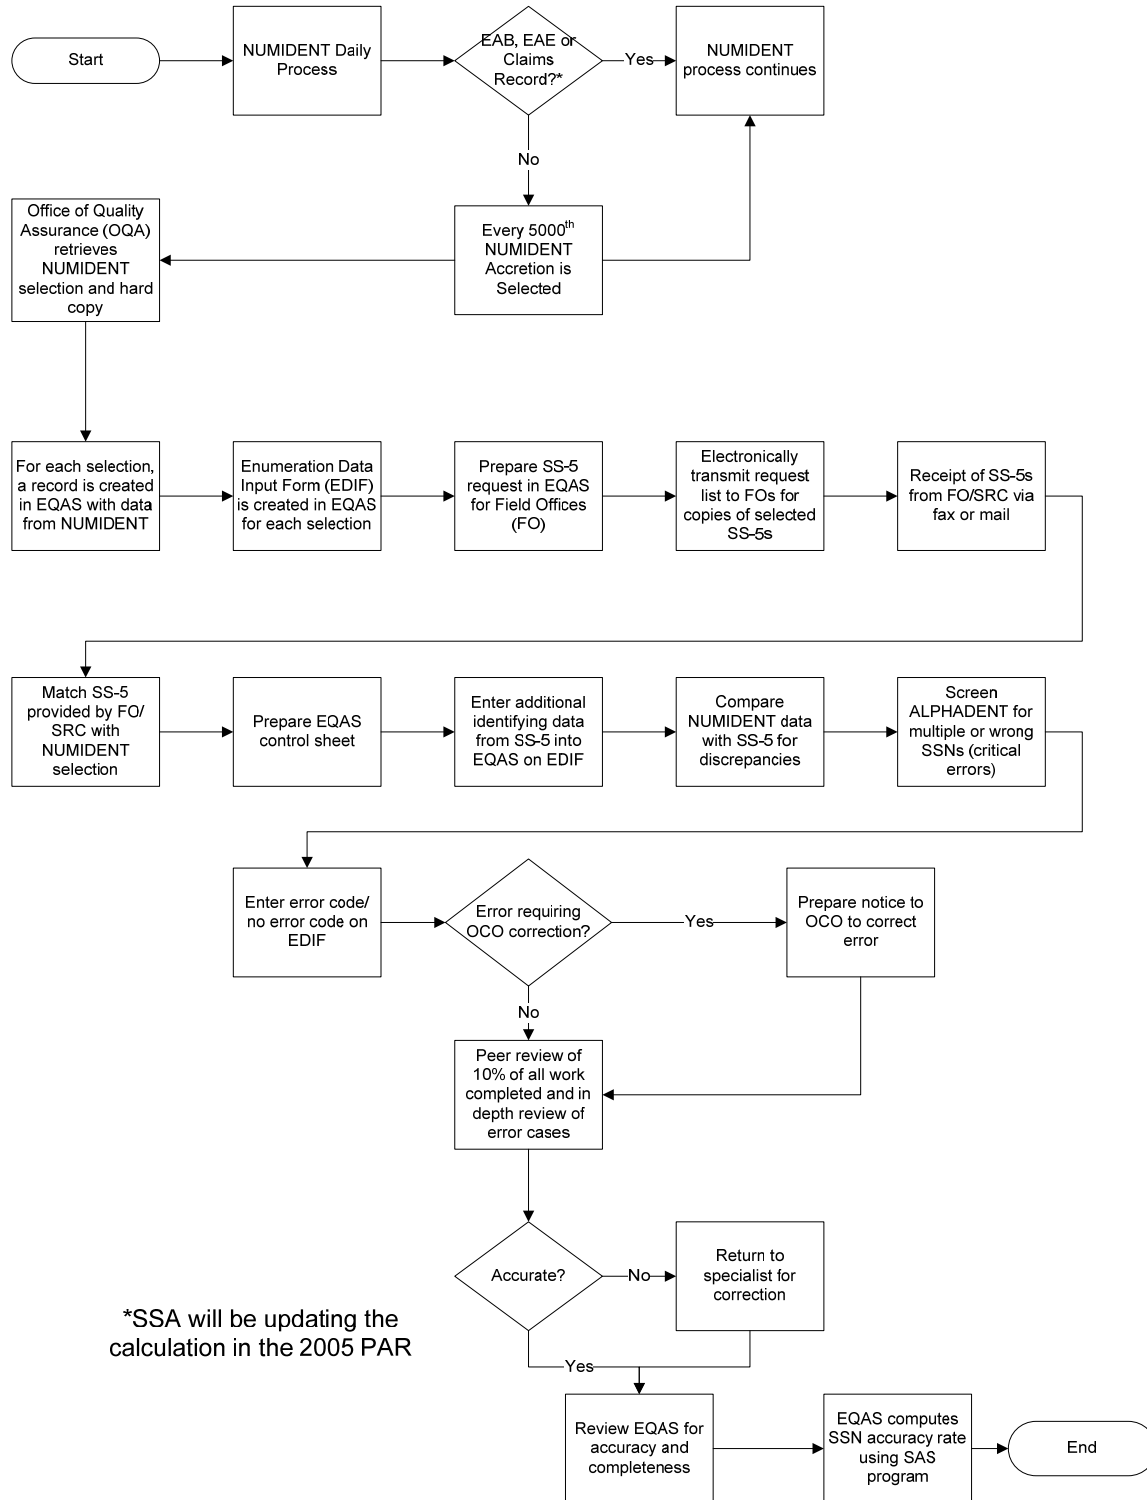 Start
NUMIDENT Daily
Process
EAB, EAE or
Claims
Record?*
Yes
NUMIDENT
process continues
No
Office of Quality
Assurance (OQA)
retrieves
NUMIDENT
selection and hard
copy
Every 5000th
NUMIDENT
Accretion is
Selected
For each selection,
a record is created
in EQAS with data
from NUMIDENT
Enumeration Data
Input Form (EDIF)
is created in EQAS
for each selection
Prepare SS-5
request in EQAS
for Field Offices
(FO)
Electronically
transmit request
list to FOs for
copies of selected
SS-5s
Receipt of SS-5s
from FO/SRC via
fax or mail
Match SS-5
provided by FO/
SRC with
NUMIDENT
selection
Prepare EQAS
control sheet
Enter additional
identifying data
from SS-5 into
EQAS on EDIF
Compare
NUMIDENT data
with SS-5 for
discrepancies
Screen
ALPHADENT for
multiple or wrong
SSNs (critical
errors)
Enter error code/
no error code on
EDIF
Error requiring
OCO correction?
Yes
Prepare notice to
OCO to correct
error
No
Peer review of
10% of all work
completed and in
depth review of
error cases
Accurate?
No
Return to
specialist for
correction
*SSA will be updating the
calculation in the 2005 PAR
Yes
Review EQAS for
accuracy and
completeness
EQAS computes
SSN accuracy rate
using SAS
program
End